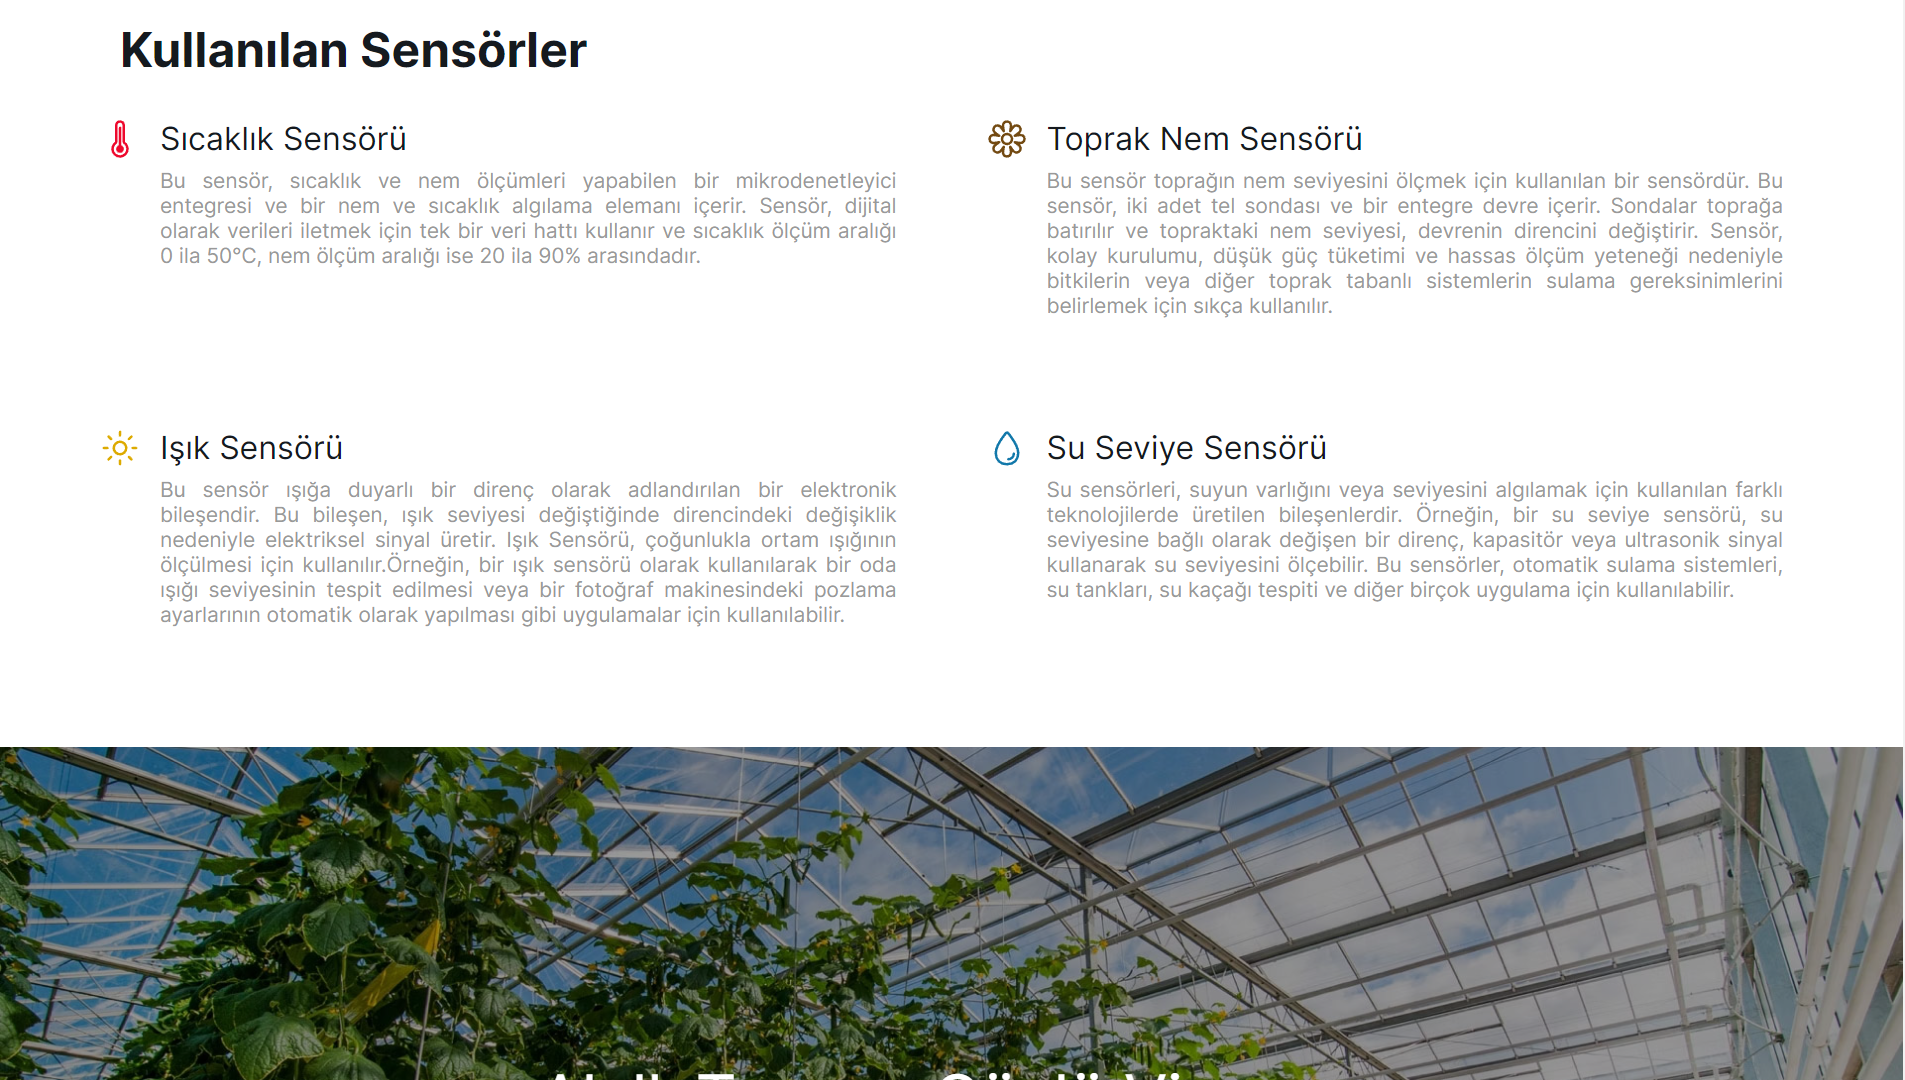 Kullanılan Sensörler
Sıcaklık Sensörü
Bu sensör, sıcaklık ve nem ölçümleri yapabilen bir mikrodenetleyici
entegresi ve bir nem ve sıcaklık algılama elemanı içerir. Sensör, dijital
olarak verileri iletmek için tek bir veri hattı kullanır ve sıcaklık ölçüm aralığı
0 ila 50°C, nem ölçüm aralığı ise 20 ila 90% arasındadır.
Toprak Nem Sensörü
Bu sensör toprağın nem seviyesini ölçmek için kullanılan bir sensördür. Bu
sensör, iki adet tel sondası ve bir entegre devre içerir. Sondalar toprağa
batırılır ve topraktaki nem seviyesi, devrenin direncini değiştirir. Sensör,
kolay kurulumu, düşük güç tüketimi ve hassas ölçüm yeteneği nedeniyle
bitkilerin veya diğer toprak tabanlı sistemlerin sulama gereksinimlerini
belirlemek için sıkça kullanılır.
Işık Sensörü
Bu sensör ışığa duyarlı bir direnç olarak adlandırılan bir elektronik
bileşendir. Bu bileşen, ışık seviyesi değiştiğinde direncindeki değişiklik
nedeniyle elektriksel sinyal üretir. Işık Sensörü, çoğunlukla ortam ışığının
ölçülmesi için kullanılır.Örneğin, bir ışık sensörü olarak kullanılarak bir oda
ışığı seviyesinin tespit edilmesi veya bir fotoğraf makinesindeki pozlama
ayarlarının otomatik olarak yapılması gibi uygulamalar için kullanılabilir.
Su Seviye Sensörü
Su sensörleri, suyun varlığını veya seviyesini algılamak için kullanılan farklı
teknolojilerde üretilen bileşenlerdir. Örneğin, bir su seviye sensörü, su
seviyesine bağlı olarak değişen bir direnç, kapasitör veya ultrasonik sinyal
kullanarak su seviyesini ölçebilir. Bu sensörler, otomatik sulama sistemleri,
su tankları, su kaçağı tespiti ve diğer birçok uygulama için kullanılabilir.